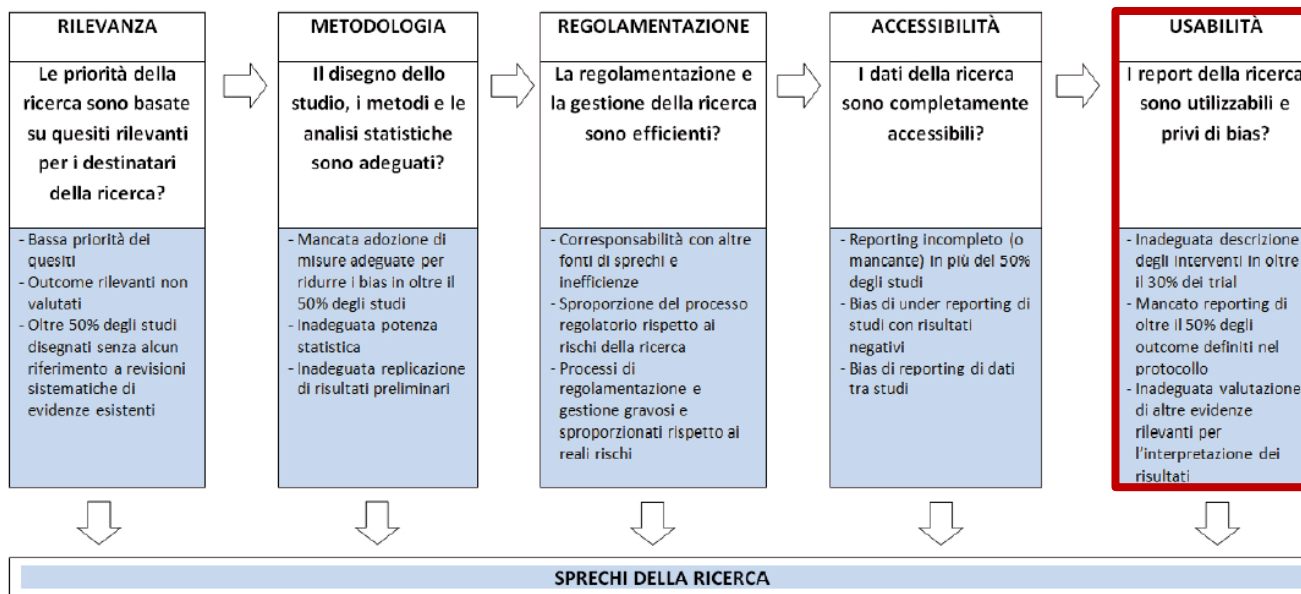 RILEVANZA
Le priorità della
ricerca sono basate
su quesiti rilevanti
per i destinatari
della ricerca?
- Bassa priorità dei
quesiti
- Outcome rilevanti non
valutati
- Oltre 50% degli studi
disegnati senza alcun
riferimento a revisioni
sistematiche di
evidenze esistenti
METODOLOGIA
Il disegno dello
studio, i metodi e le
analisi statistiche
sono adeguati?
- Mancata adozione di
misure adeguate per
ridurre i bias in oltre il
50% degli studi
- Inadeguata potenza
statistica
- Inadeguata replicazione
di risultati preliminari
REGOLAMENTAZIONE
La regolamentazione e
la gestione della ricerca
sono efficienti?
- Corresponsabilità con altre
fonti di sprechi e
inefficienze
- Sproporzione del processo
regolatorio rispetto ai
rischi della ricerca
- Processi di
regolamentazione e
gestione gravosi e
sproporzionati rispetto ai
reali rischi
ACCESSIBILITÀ
I dati della ricerca
sono completamente
accessibili?
- Reporting incompleto (o
mancante) in più del 50%
degli studi
- Bias di under reporting di
studi con risultati
negativi
- Bias di reporting di dati
tra studi
USABILITÀ
I report della ricerca
sono utilizzabili e
privi di bias?
- Inadeguata descrizione
degli interventi in oltre
il 30% dei trial
- Mancato reporting di
oltre il 50% degli
outcome definiti nel
protocollo
- Inadeguata valutazione
di altre evidenze
rilevanti per
l'interpretazione dei
risultati
SPRECHI DELLA RICERCA